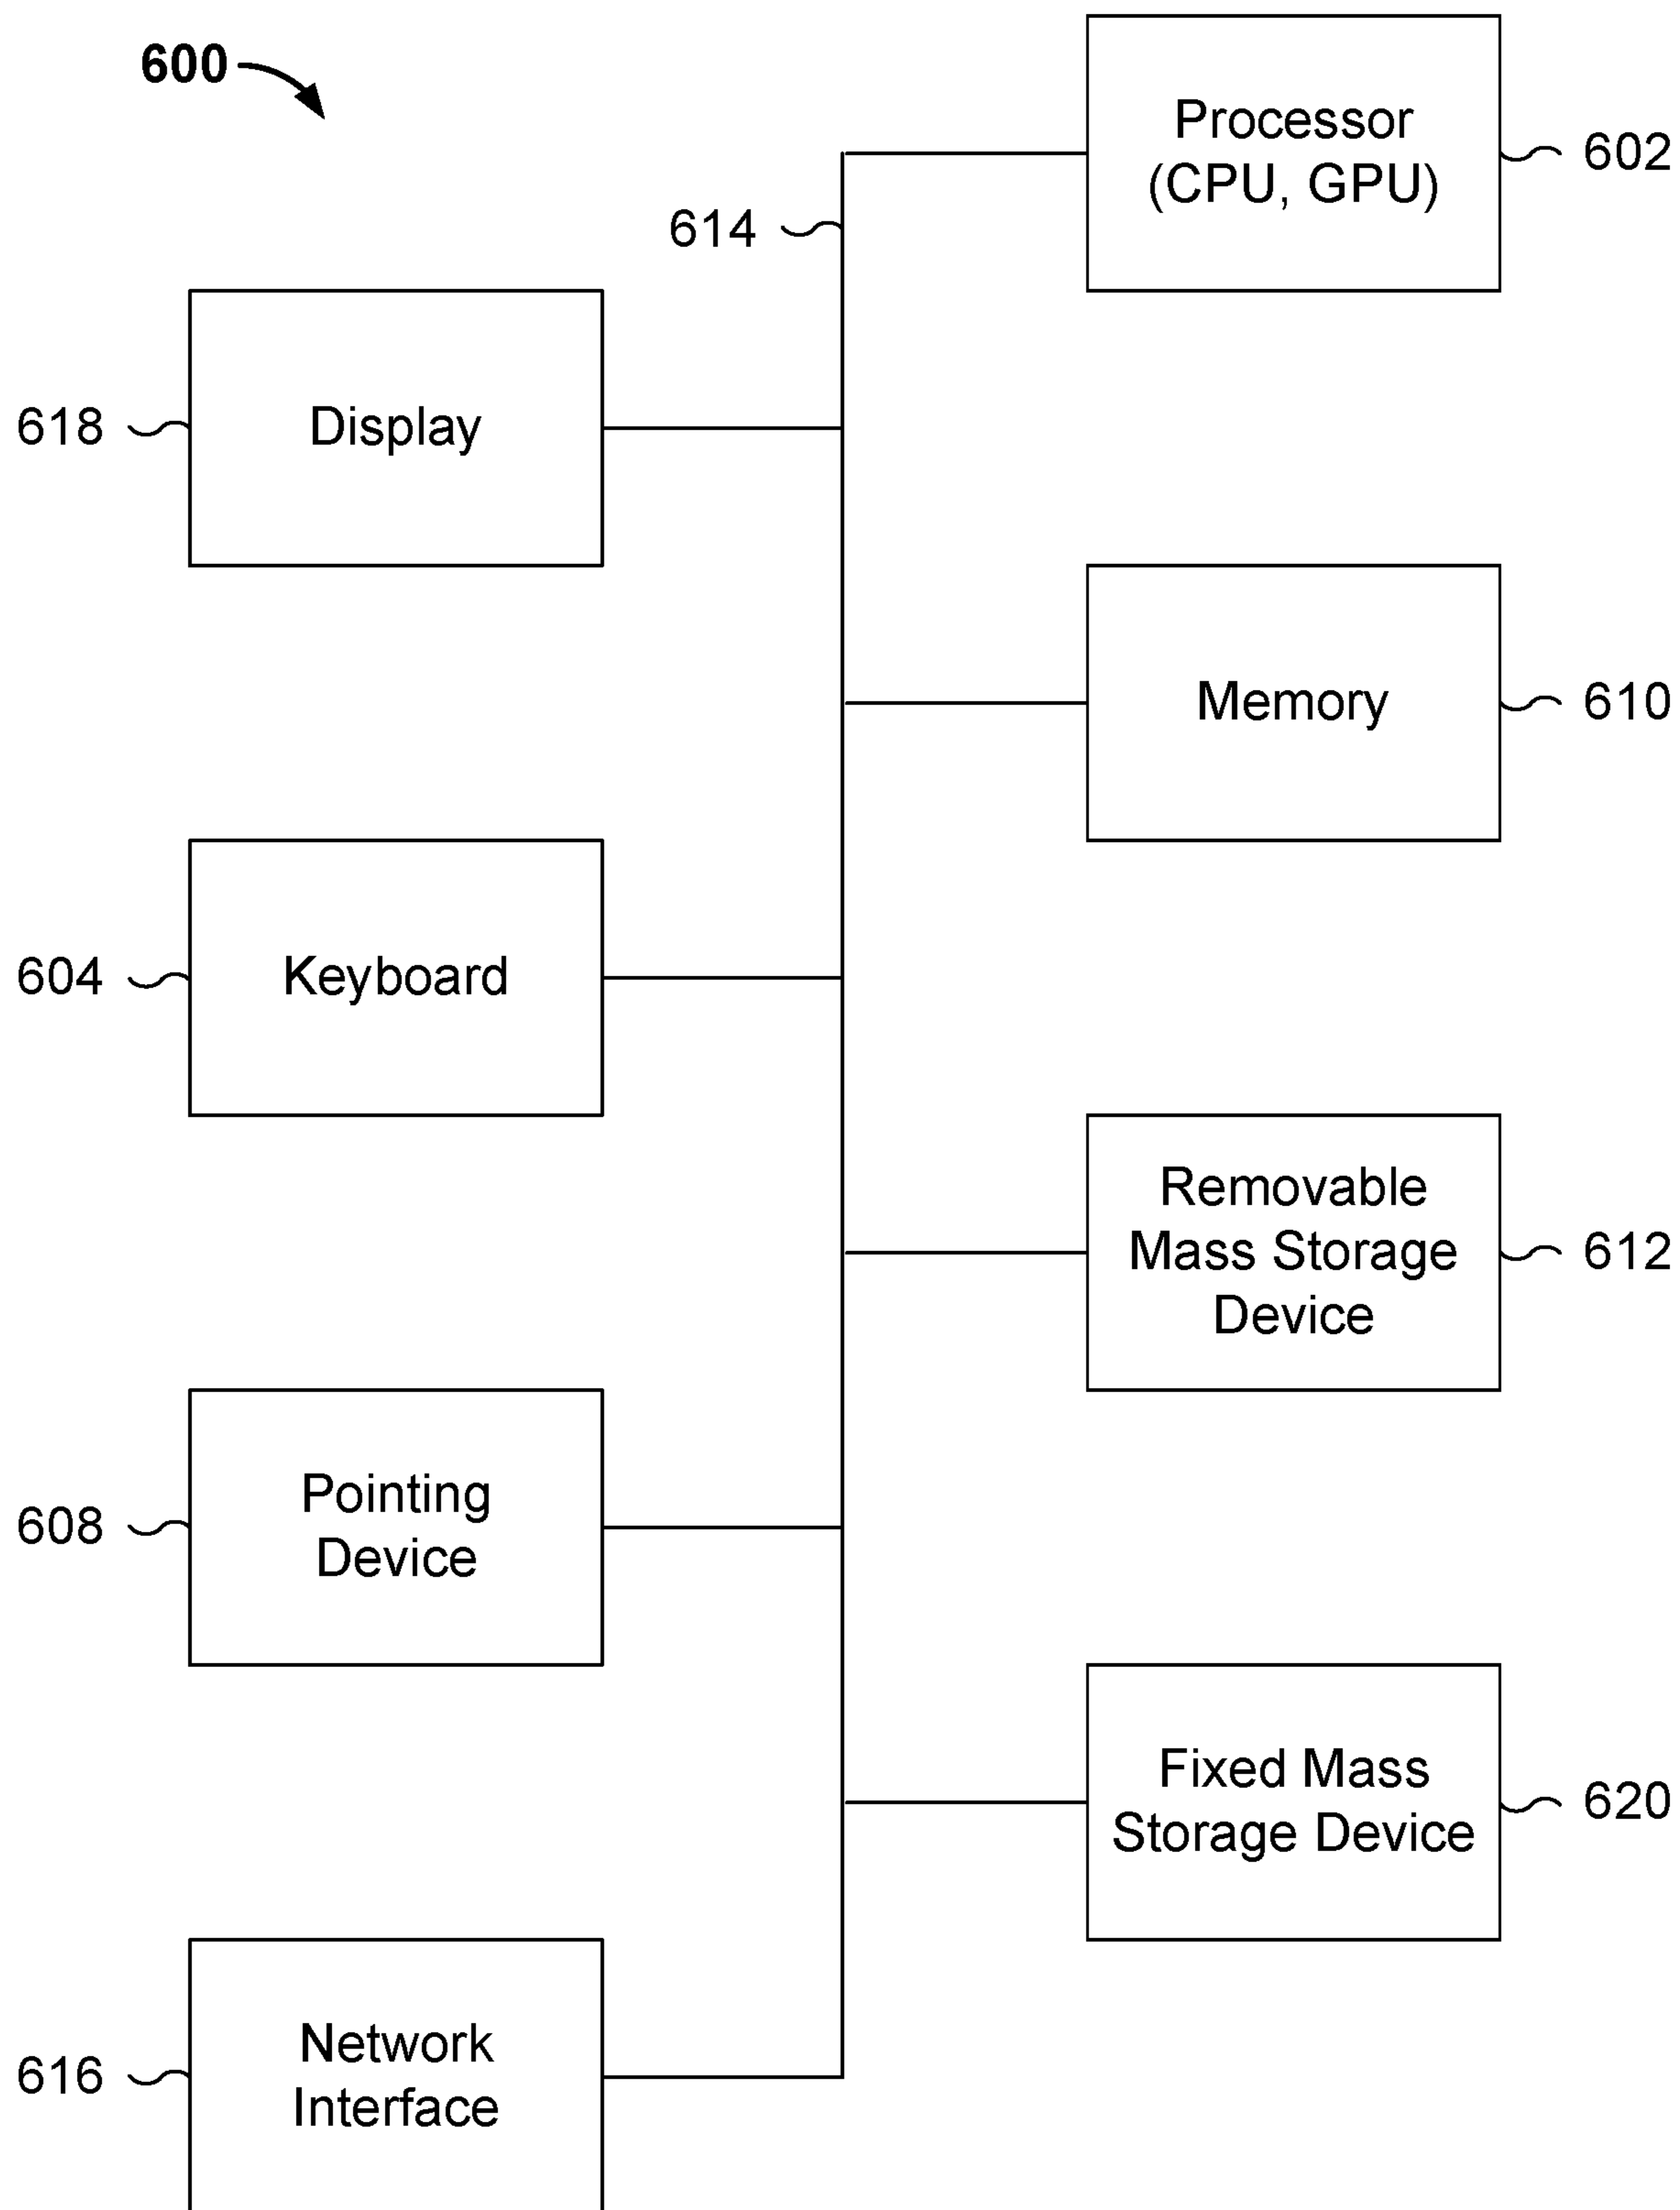 600
Processor
(CPU, GPU)
602
614
618
Display
Memory
610
604
Keyboard
Removable
Mass Storage
Device
612
608
Pointing
Device
Fixed Mass
Storage Device
620
616
Network
Interface